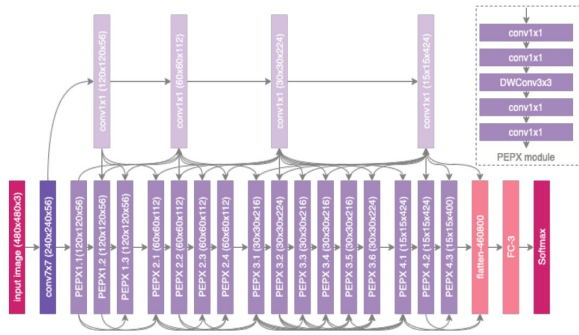 conv1x1 (120x120x56)
conv1x1 (60x60x112)
conv1x1 (30x30x224)
conv1x1 (15x15x424)
conv1x1
conv1x1
DWConv3x3
conv1x1
conv1x1
PEPX module
input image (480x480x3)
conv7x7 (240x240x56)
PEPX1.1(120x120x56)
PEPX1.2 (120x120x56)
PEPX 1.3 (120x120x56)
PEPX 2.1 (60x60x112)
PEPX 2.2 (60x60x112)
PEPX 2.3 (60x60x112)
PEPX 2.4 (60x60x112)
PEPX 3.1 (30x30x216)
PEPX 3.2 (30x30x224)
PEPX 3.3 (30x30x216)
PEPX 3.4 (30x30x216)
PEPX 3.5 (30x30x216)
PEPX 3.6 (30x30x224)
PEPX 4.1 (15x15x424)
PEPX 4.2 (15x15x424)
PEPX 4.3 (15x15x400)
flatten-460800
FC-3
Softmax